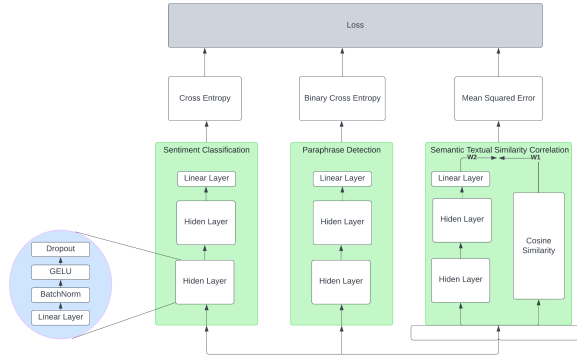 Loss
Cross Entropy
Binary Cross Entropy
Mean Squared Error
Sentiment Classification
Paraphrase Detection
Semantic Textual Similarity Correlation
W2
W1
Linear Layer
Linear Layer
Linear Layer
Hiden Layer
Hiden Layer
Hiden Layer
Cosine
Similarity
Hiden Layer
Hiden Layer
Hiden Layer
Dropout
GELU
BatchNorm
Linear Layer